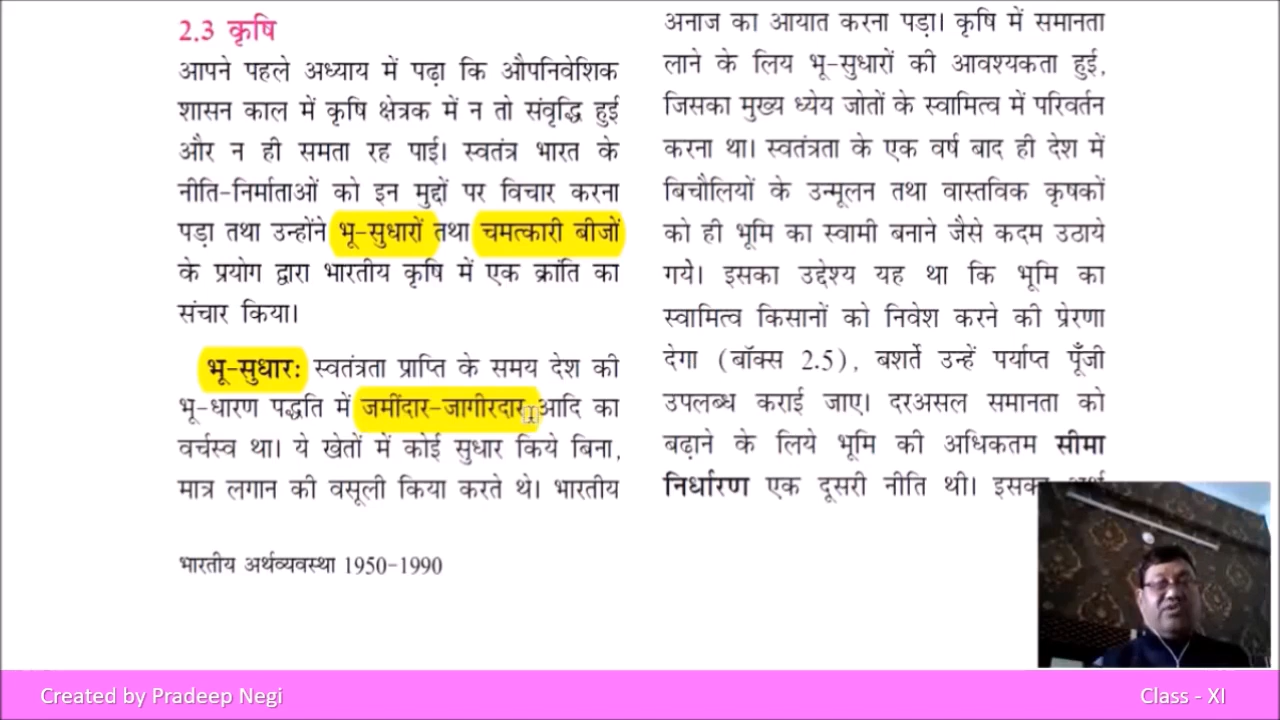 2.3 कृषि
आपने पहले अध्याय में पढ़ा कि औपनिवेशिक
शासन काल में कृषि क्षेत्रक में न तो संवृद्धि हुई
और न ही समता रह पाई। स्वतंत्र भारत के
नीति-निर्माताओं को इन मुद्दों पर विचार करना
पड़ा तथा उन्होंने भू-सुधारों तथा चमत्कारी बीजों
के प्रयोग द्वारा भारतीय कृषि में एक क्रांति का
संचार किया।
भू-सुधारः स्वतंत्रता प्राप्ति के समय देश की
भू-धारण पद्धति में जमींदार-जागीरदार आदि का
वर्चस्व था। ये खेतों में कोई सुधार किये बिना,
मात्र लगान की वसूली किया करते थे। भारतीय
भारतीय अर्थव्यवस्था 1950-1990
अनाज का आयात करना पड़ा। कृषि में समानता
लाने के लिय भू-सुधारों की आवश्यकता हुई,
जिसका मुख्य ध्येय जोतों के स्वामित्व में परिवर्तन
करना था। स्वतंत्रता के एक वर्ष बाद ही देश में
बिचौलियों के उन्मूलन तथा वास्तविक कृषकों
को ही भूमि का स्वामी बनाने जैसे कदम उठाये
गये। इसका उद्देश्य यह था कि भूमि का
स्वामित्व किसानों को निवेश करने की प्रेरणा
देगा (बॉक्स 2.5), बशर्ते उन्हें पर्याप्त पूँजी
उपलब्ध कराई जाए। दरअसल समानता को
बढ़ाने के लिये भूमि की अधिकतम सीमा
निर्धारण एक दूसरी नीति थी। इसका
Created by Pradeep Negi
Class - XI